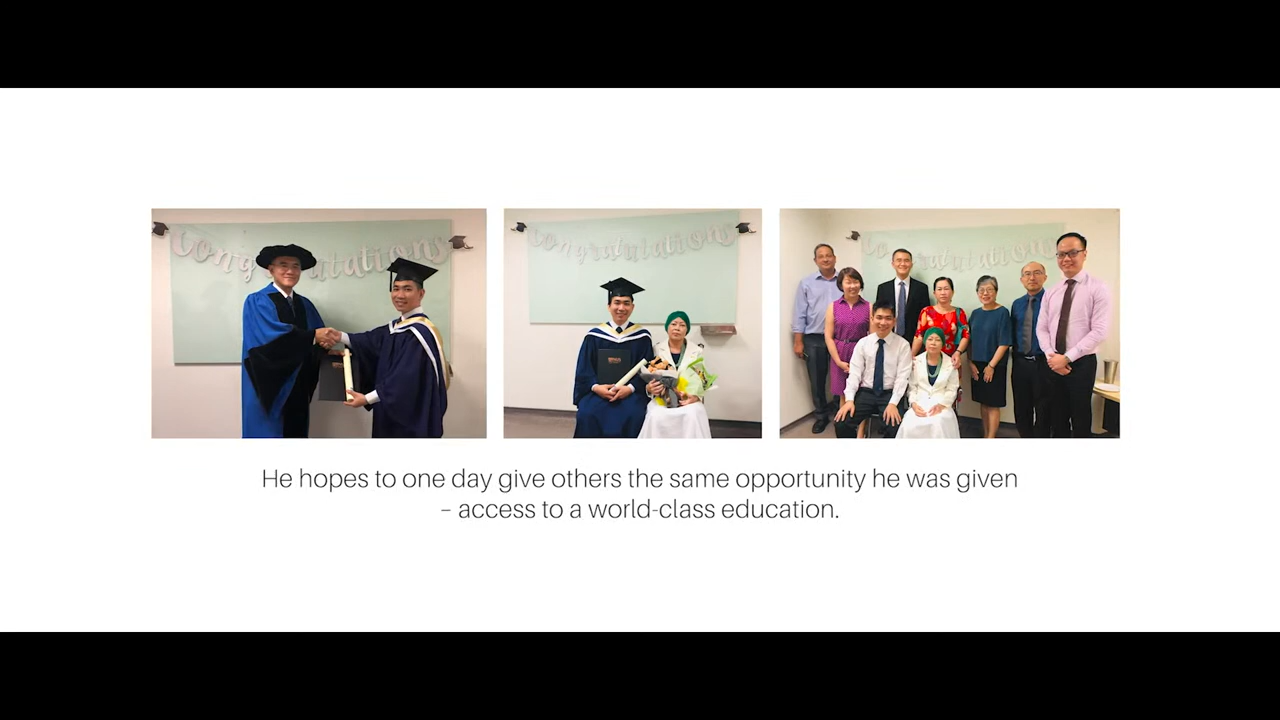 Congratulations
Congratulations
Congratulations
He hopes to one day give others the same opportunity he was given
– access to a world-class education.